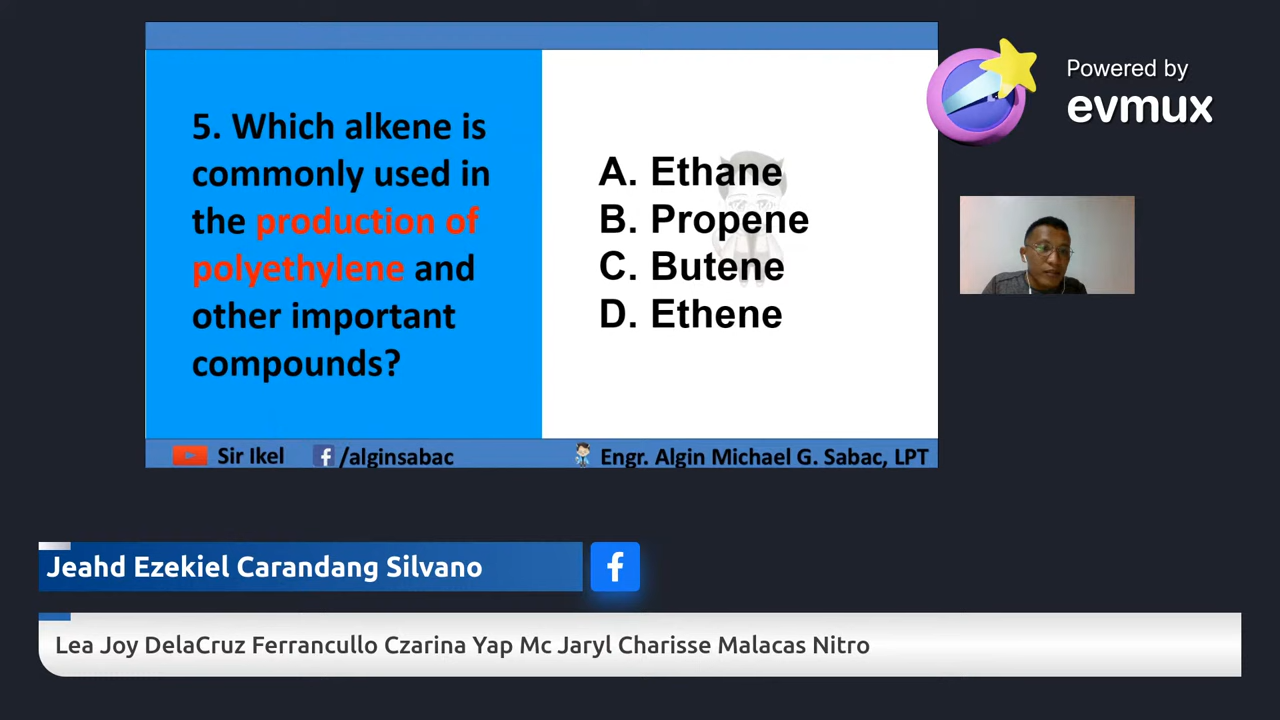 5. Which alkene is
commonly used in
the production of
polyethylene and
other important
compounds?
A. Ethane
B. Propene
C. Butene
D. Ethene
Sir Ikel
/alginsabac
Engr. Algin Michael G. Sabac, LPT
Powered by
evmux
Jeahd Ezekiel Carandang Silvano
Lea Joy DelaCruz Ferrancullo Czarina Yap Mc Jaryl Charisse Malacas Nitro